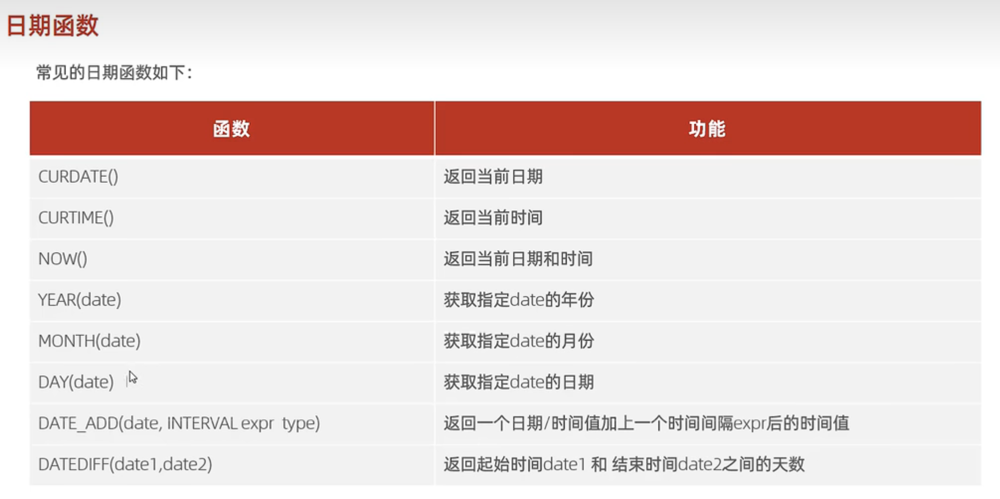 日期函数
常见的日期函数如下：
函数 功能
CURDATE() 返回当前日期
CURTIME() 返回当前时间
NOW() 返回当前日期和时间
YEAR(date) 获取指定date的年份
MONTH(date) 获取指定date的月份
DAY(date) 获取指定date的日期
DATE_ADD(date, INTERVAL expr type) 返回一个日期/时间值加上一个时间间隔expr后的时间值
DATEDIFF(date1,date2) 返回起始时间date1 和 结束时间date2之间的天数